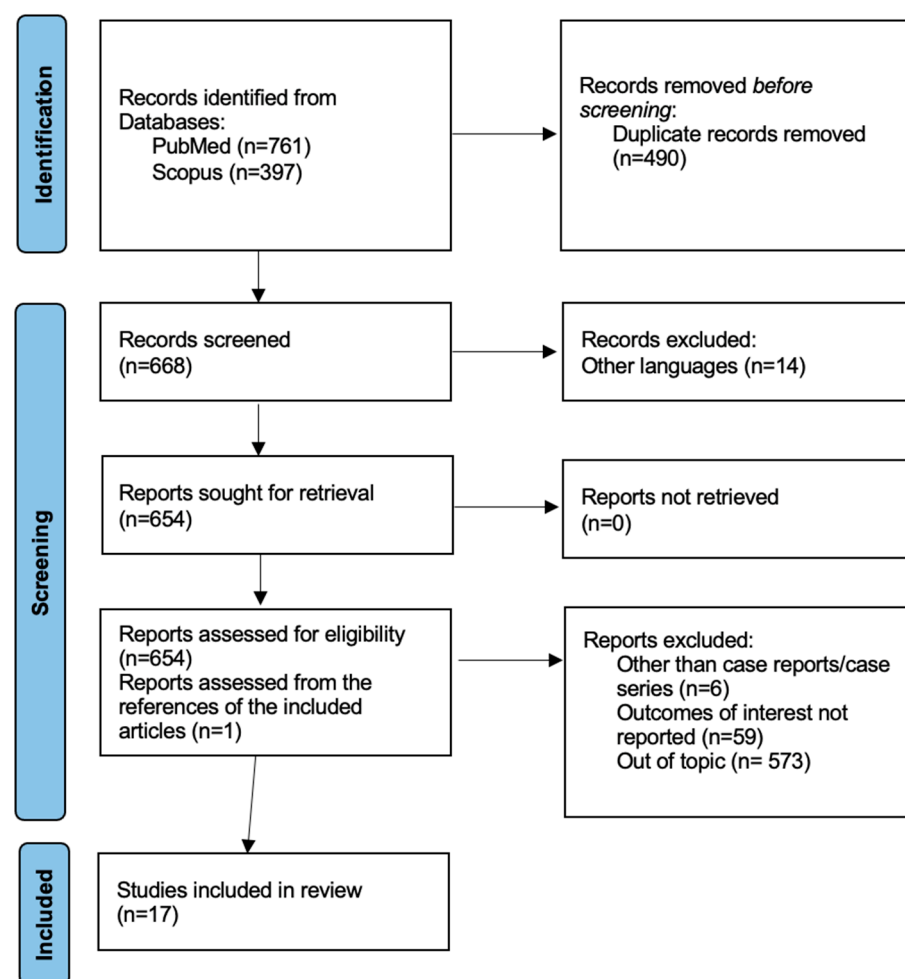 Identification
Records identified from
Databases:
PubMed (n=761)
Scopus (n=397)
Records removed before
screening:
Duplicate records removed
(n=490)
Screening
Records screened
(n=668)
Records excluded:
Other languages (n=14)
Reports sought for retrieval
(n=654)
Reports not retrieved
(n=0)
Reports assessed for eligibility
(n=654)
Reports assessed from the
references of the included
articles (n=1)
Reports excluded:
Other than case reports/case
series (n=6)
Outcomes of interest not
reported (n=59)
Out of topic (n= 573)
Included
Studies included in review
(n=17)